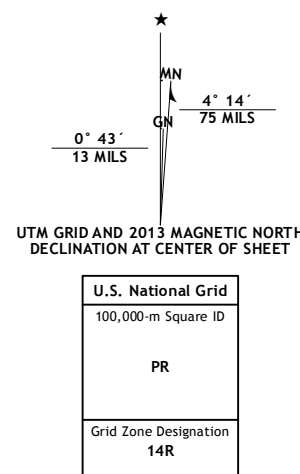 ★
MN
4° 14´
75 MILS
GN
0° 43´
13 MILS
UTM GRID AND 2013 MAGNETIC NORTH
DECLINATION AT CENTER OF SHEET
U.S. National Grid
100,000-m Square ID
PR
Grid Zone Designation
14R